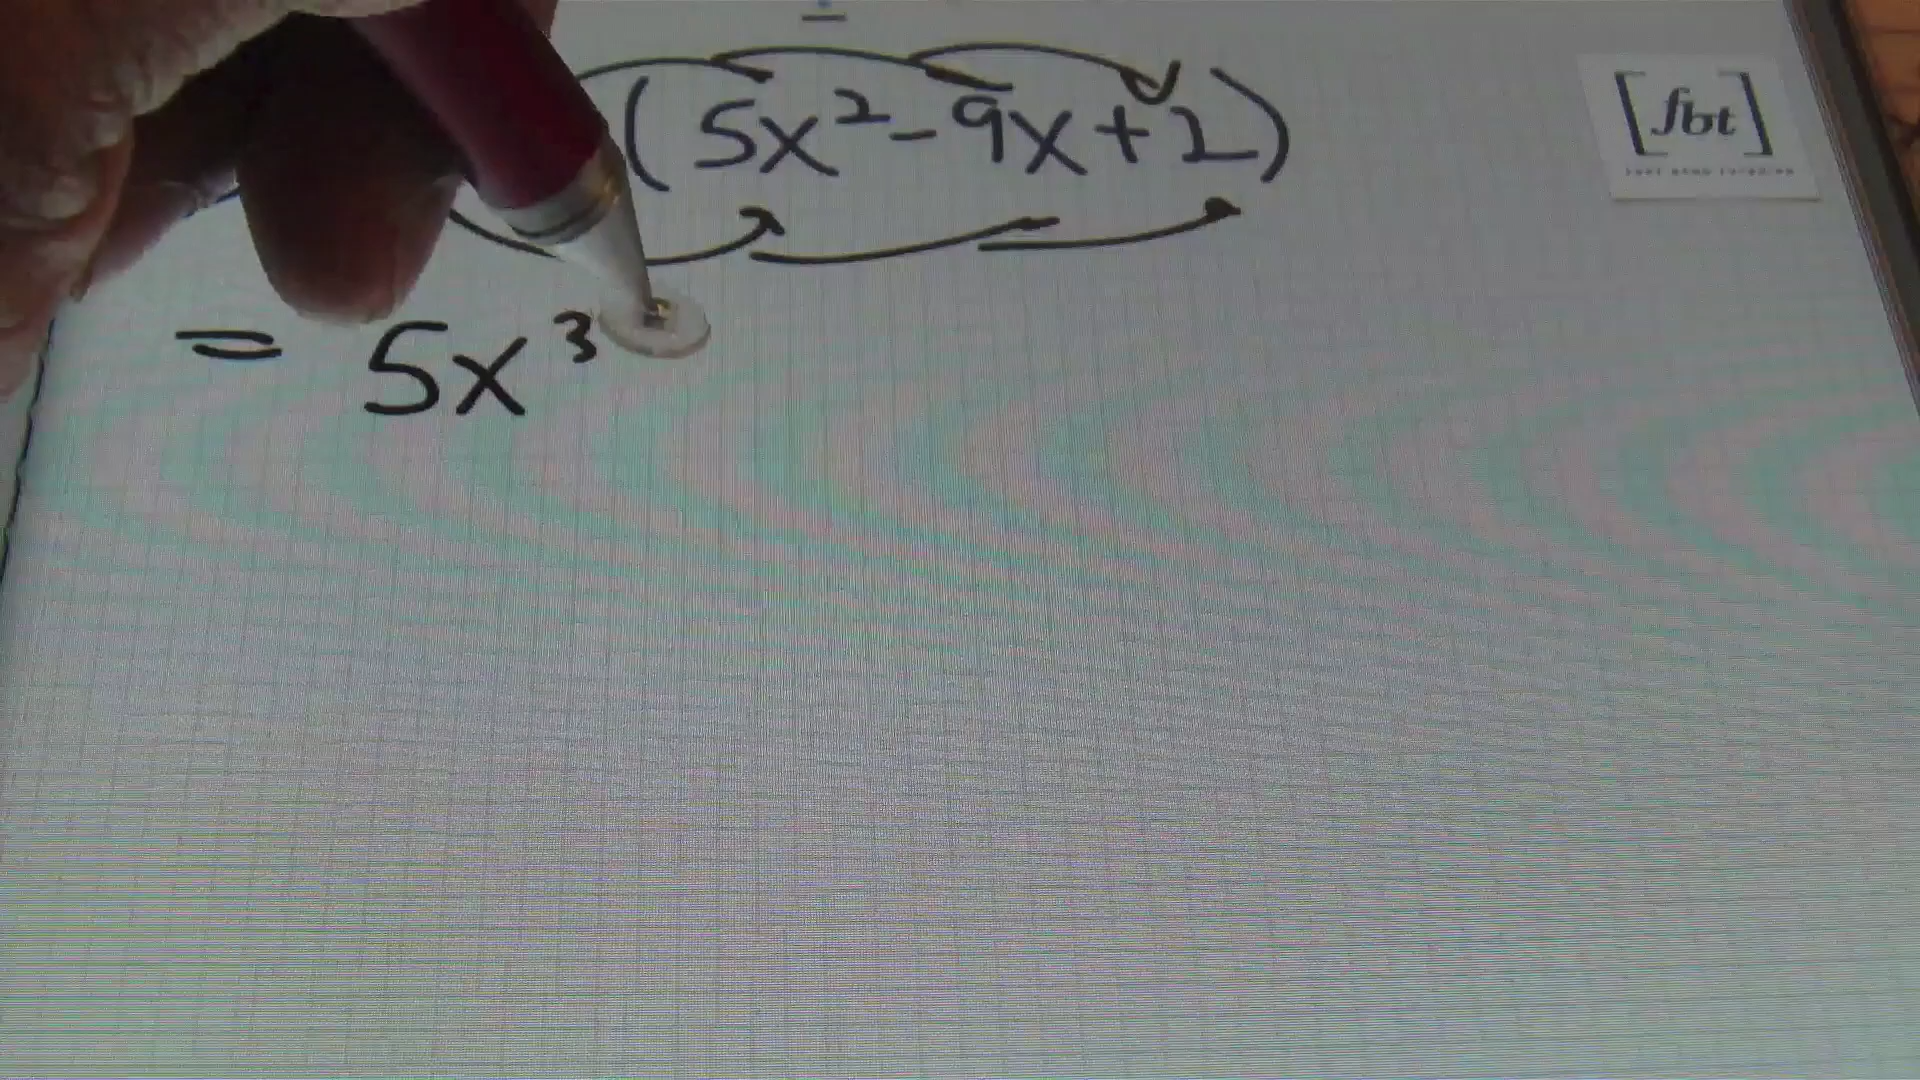 (5x²-9x+2)
= 5x³
[fbt]